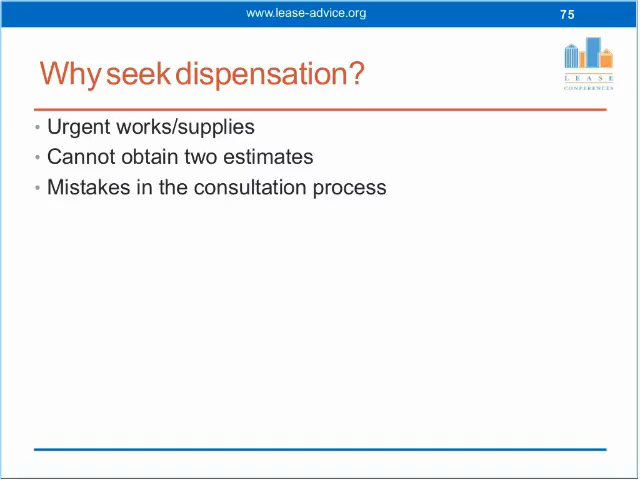 www.lease-advice.org
75
Why seek dispensation?
LEASE
CONFERENCES
• Urgent works/supplies
• Cannot obtain two estimates
• Mistakes in the consultation process